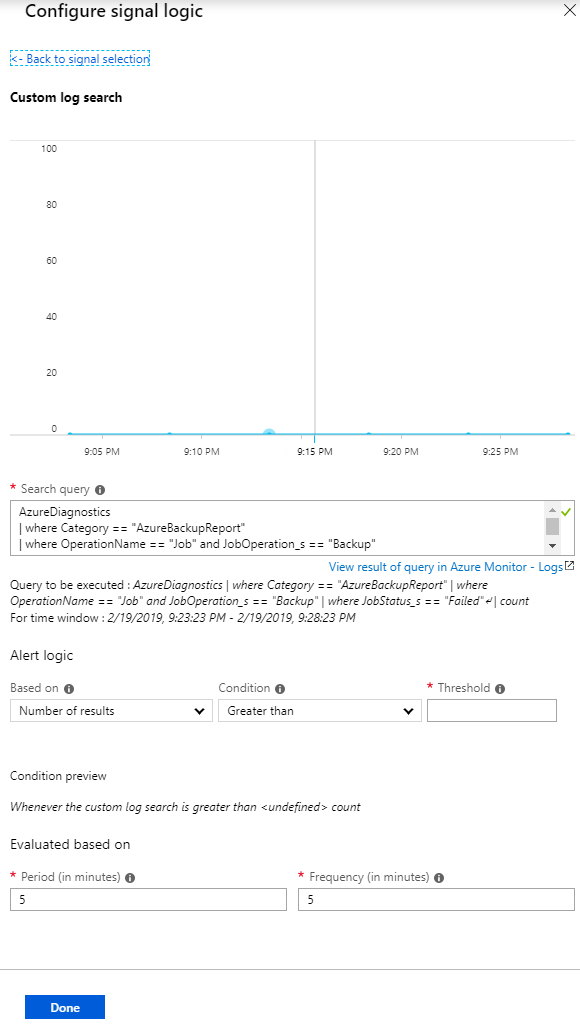 Configure signal logic
<- Back to signal selection
Custom log search
100
80
60
40
20
0
9:05 PM 9:10 PM 9:15 PM 9:20 PM 9:25 PM
* Search query
AzureDiagnostics
| where Category == "AzureBackupReport"
| where OperationName == "Job" and JobOperation_s == "Backup"
View result of query in Azure Monitor - Logs
Query to be executed : AzureDiagnostics | where Category == "AzureBackupReport" | where
OperationName == "Job" and JobOperation_s == "Backup" | where JobStatus_s == "Failed"↵| count
For time window : 2/19/2019, 9:23:23 PM - 2/19/2019, 9:28:23 PM
Alert logic
Based on Condition * Threshold
Number of results Greater than
Condition preview
Whenever the custom log search is greater than <undefined> count
Evaluated based on
* Period (in minutes) * Frequency (in minutes)
5 5
Done